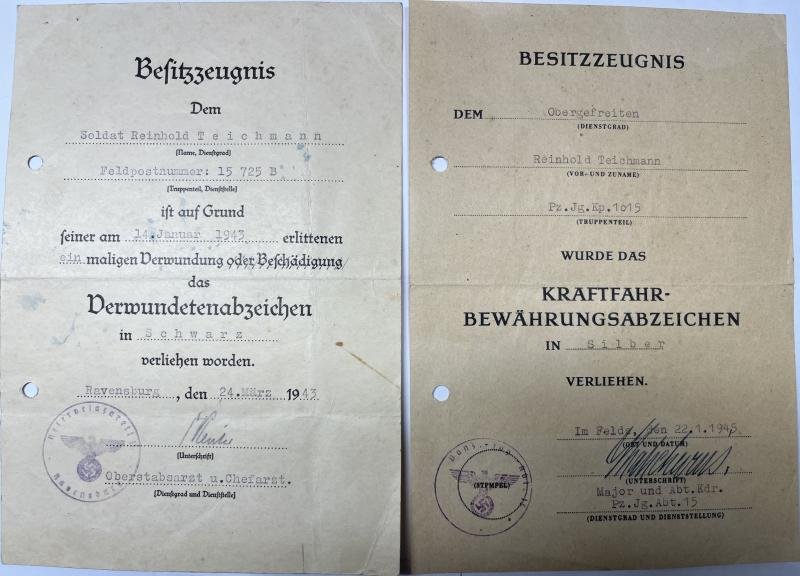 Besitzzeugnis
Dem
Soldat Reinhold Teichmann
(Name, Dienstgrad)
Feldpostnummer: 15 725 B
(Truppenteil, Dienststelle)
ist auf Grund
seiner am 14.Januar 1943 erlittenen
ein maligen Verwundung oder Beschädigung
das
Verwundetenabzeichen
in Schwarz
verliehen worden.
Ravensburg, den 24.März 1943
(Unterschrift)
Oberstabsarzt u.Chefarzt.
(Dienstgrad und Dienststelle)
BESITZZEUGNIS
DEM Obergefreiten
(DIENSTGRAD)
Reinhold Teichmann
(VOR- UND ZUNAME)
Pz.Jg.Kp.1015
(TRUPPENTEIL)
WURDE DAS
KRAFTFAHR-
BEWÄHRUNGSABZEICHEN
IN Silber
VERLIEHEN.
Im Felde, den 22.1.1945.
(ORT UND DATUM)
(STPMPEL)
(UNTERSCHRIFT)
Major und Abt.Kdr.
Pz.Jg.Abt.15
(DIENSTGRAD UND DIENSTSTELLUNG)